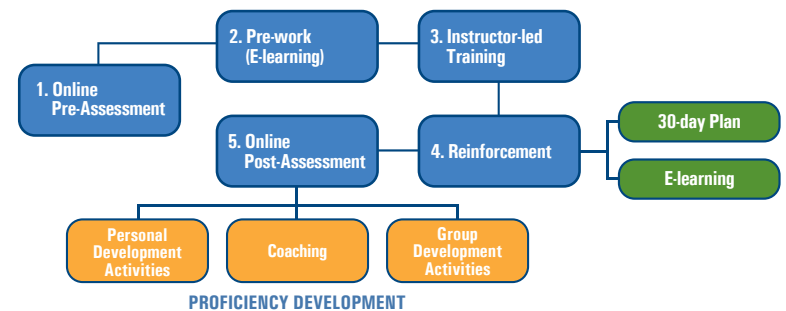 1. Online
Pre-Assessment
2. Pre-work
(E-learning)
3. Instructor-led
Training
4. Reinforcement
30-day Plan
E-learning
5. Online
Post-Assessment
Personal
Development
Activities
Coaching
Group
Development
Activities
PROFICIENCY DEVELOPMENT